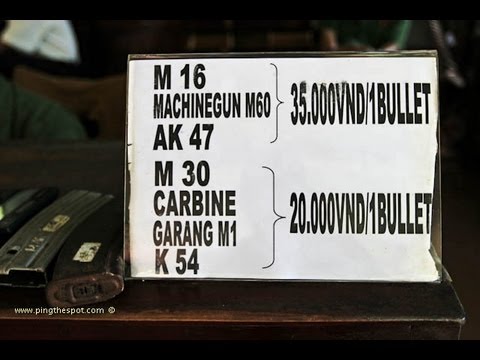 M 16
MACHINEGUN M60
AK 47
35.000VND/1BULLET
M 30
CARBINE
GARANG M1
K 54
20.000VND/1BULLET
www.pingthespot.com ©